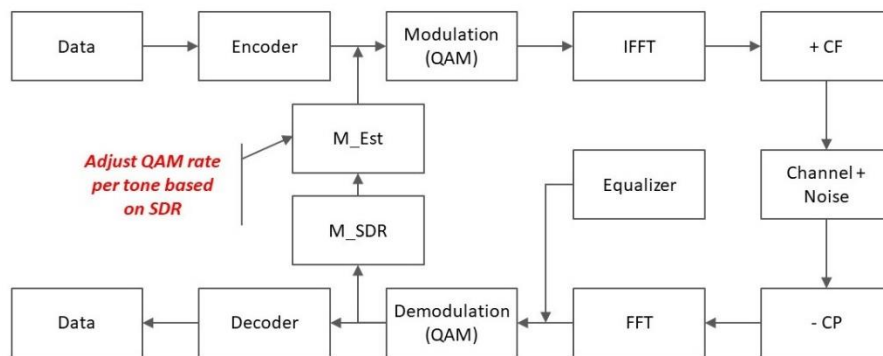 Data
Encoder
Modulation
(QAM)
IFFT
+ CF
M_Est
Adjust QAM rate
per tone based
on SDR
Equalizer
Channel +
Noise
M_SDR
Data
Decoder
Demodulation
(QAM)
FFT
- CP